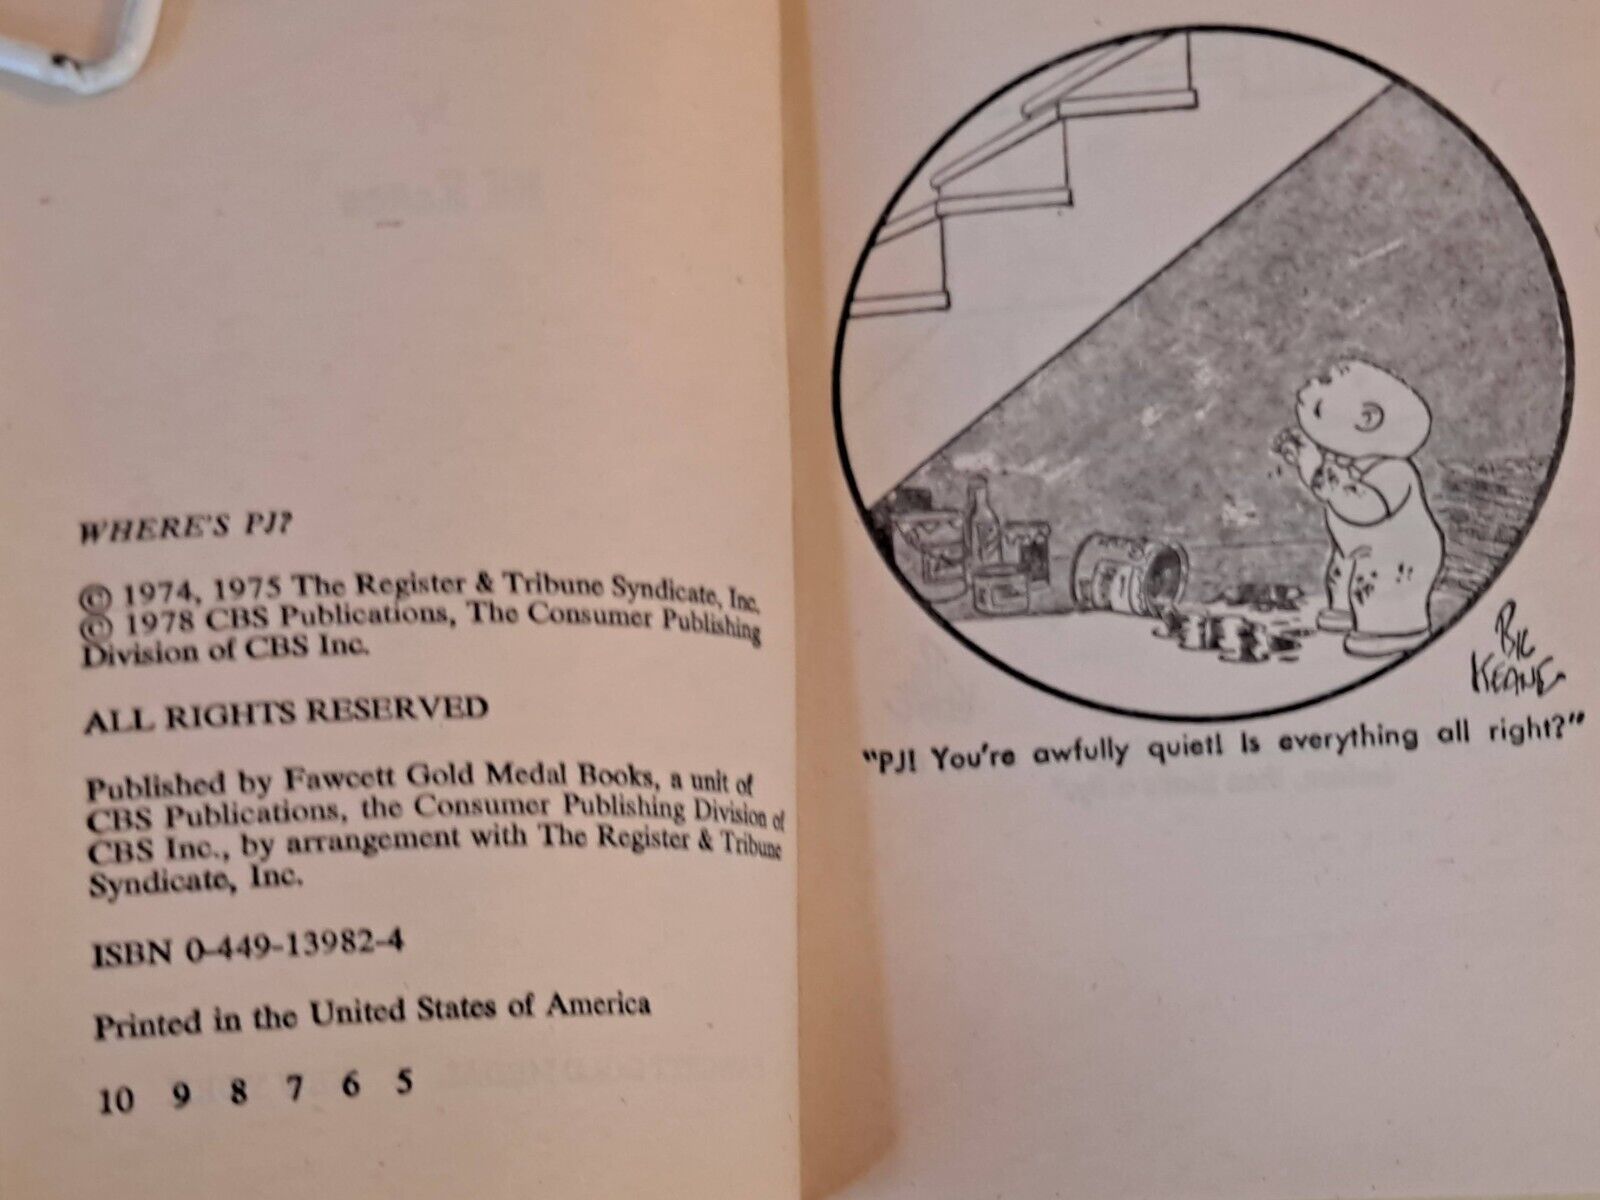 WHERE'S PJ?
© 1974, 1975 The Register & Tribune Syndicate, Inc.
© 1978 CBS Publications, The Consumer Publishing
Division of CBS Inc.
ALL RIGHTS RESERVED
Published by Fawcett Gold Medal Books, a unit of
CBS Publications, the Consumer Publishing Division of
CBS Inc., by arrangement with The Register & Tribune
Syndicate, Inc.
ISBN 0-449-13982-4
Printed in the United States of America
10 9 8 7 6 5
BIL
KEANE
"PJ! You're awfully quiet! Is everything all right?"